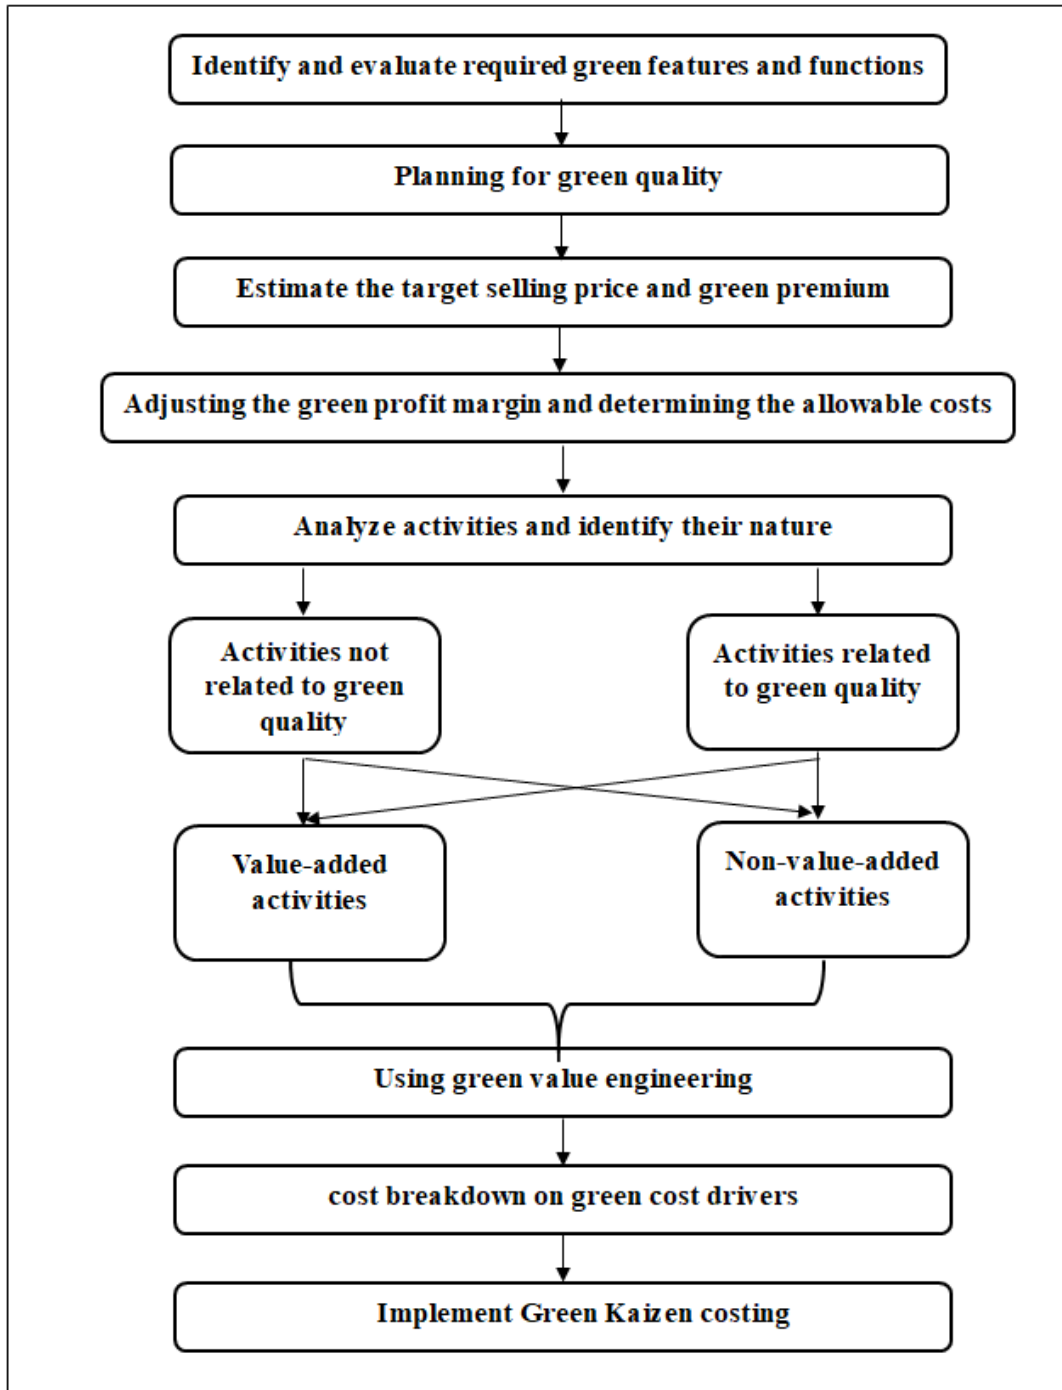 Identify and evaluate required green features and functions
Planning for green quality
Estimate the target selling price and green premium
Adjusting the green profit margin and determining the allowable costs
Analyze activities and identify their nature
Activities not
related to green
quality
Activities related
to green quality
Value-added
activities
Non-value-added
activities
Using green value engineering
cost breakdown on green cost drivers
Implement Green Kaizen costing